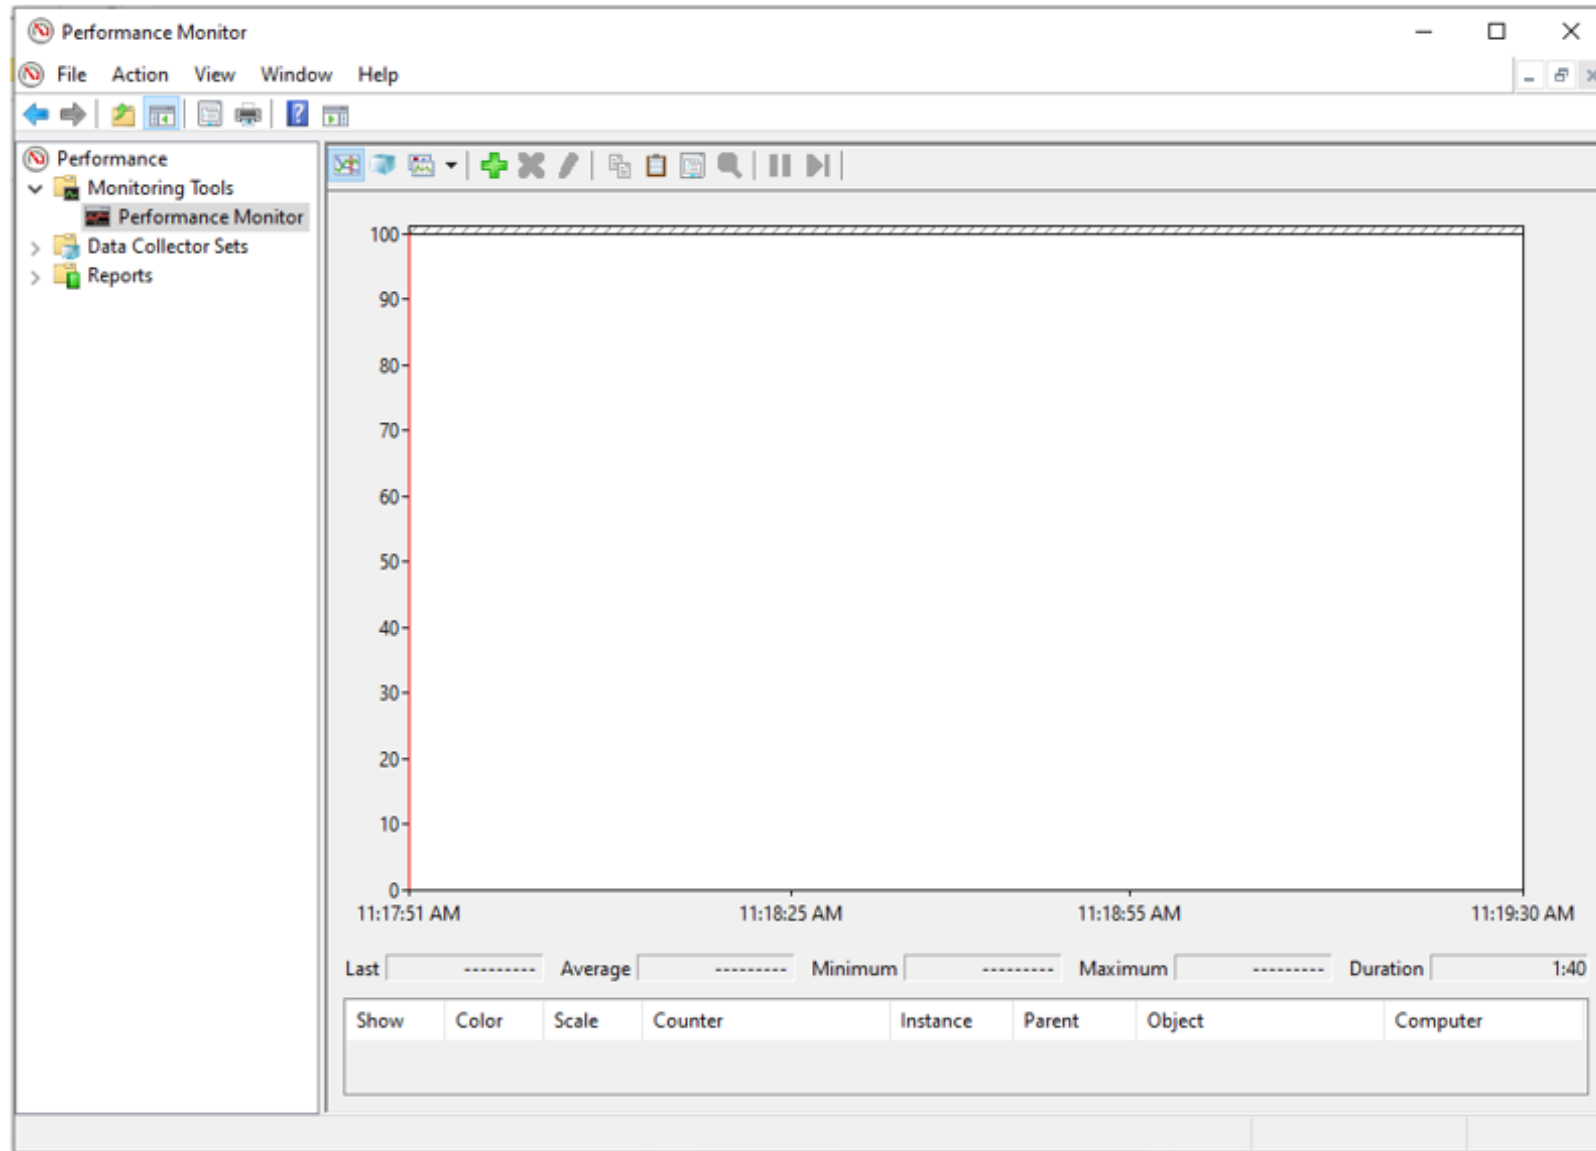 Performance Monitor
File Action View Window Help
Performance
Monitoring Tools
Performance Monitor
Data Collector Sets
Reports
100
90
80
70
60
50
40
30
20
10
0
11:17:51 AM 11:18:25 AM 11:18:55 AM 11:19:30 AM
Last --------- Average --------- Minimum --------- Maximum --------- Duration 1:40
Show Color Scale Counter Instance Parent Object Computer